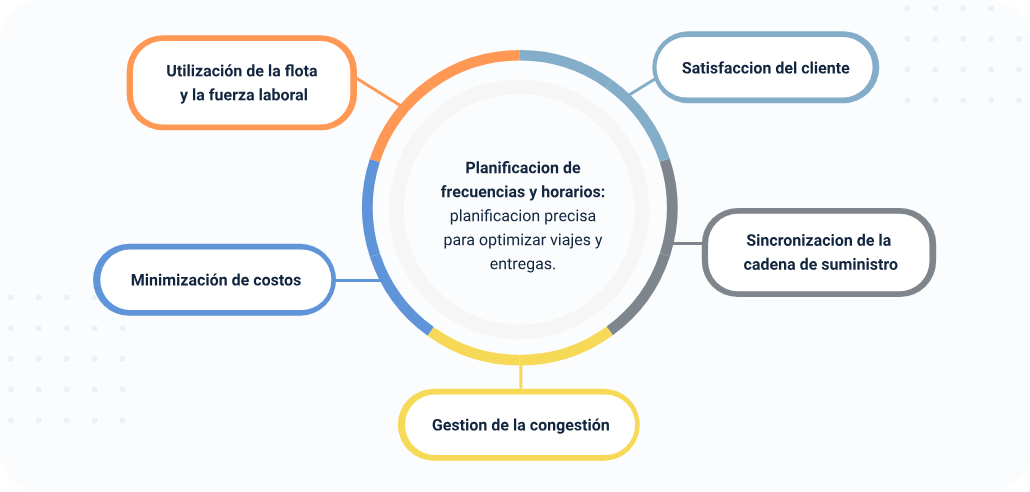 Utilización de la flota
y la fuerza laboral
Satisfaccion del cliente
Planificacion de
frecuencias y horarios:
planificacion precisa
para optimizar viajes y
entregas.
Sincronizacion de la
cadena de suministro
Minimización de costos
Gestion de la congestión